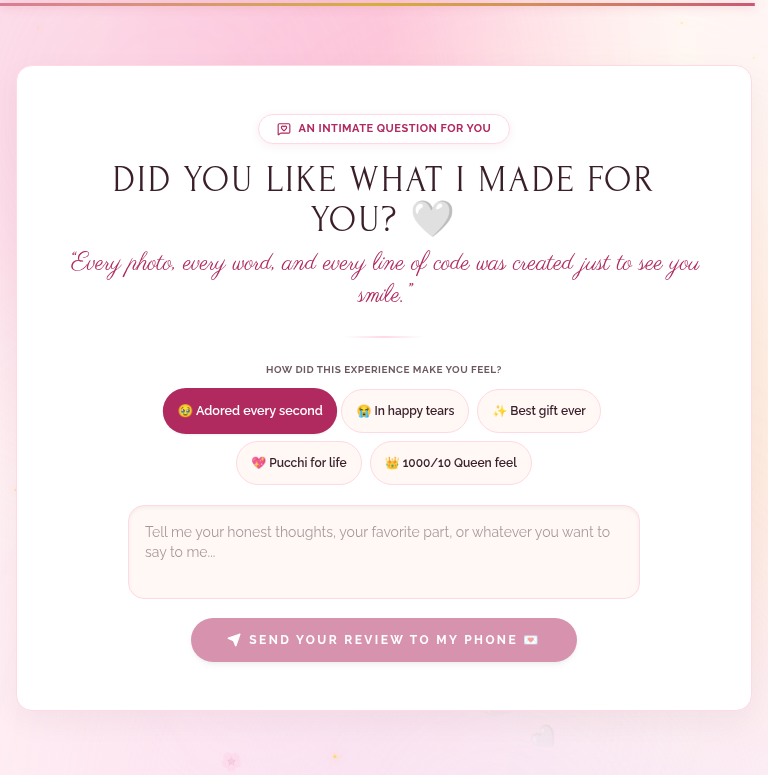 AN INTIMATE QUESTION FOR YOU
DID YOU LIKE WHAT I MADE FOR
YOU? 🤍
“Every photo, every word, and every line of code was created just to see you
smile.”
HOW DID THIS EXPERIENCE MAKE YOU FEEL?
🥹 Adored every second 😭 In happy tears ✨ Best gift ever
💖 Pucchi for life 👑 1000/10 Queen feel
Tell me your honest thoughts, your favorite part, or whatever you want to
say to me...
SEND YOUR REVIEW TO MY PHONE 💌